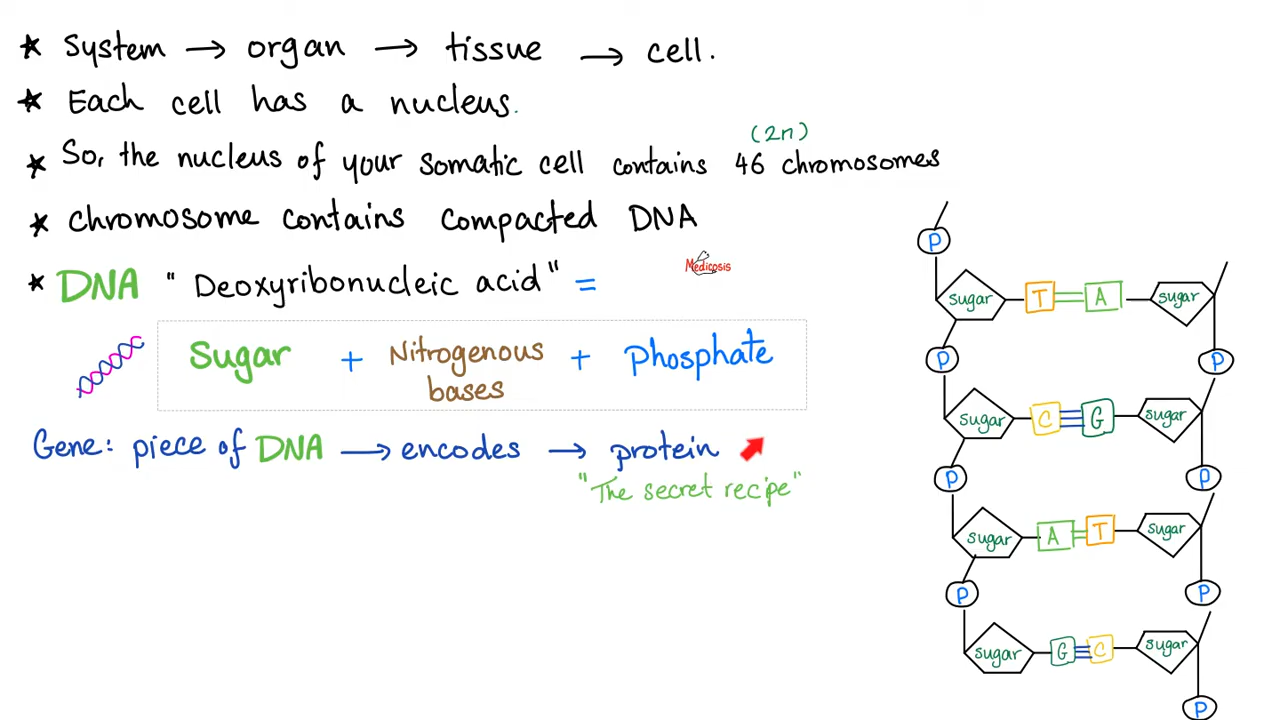 ★ System → organ → tissue → cell.
★ Each cell has a nucleus.
(2n)
★ So, the nucleus of your somatic cell contains 46 chromosomes
★ Chromosome contains compacted DNA
★ DNA "Deoxyribonucleic acid" =
Medicosis
Sugar + Nitrogenous bases + Phosphate
Gene: piece of DNA → encodes → protein
"The secret recipe"
P
sugar T A sugar
P P
sugar C G sugar
P P
sugar A T sugar
P P
sugar G C sugar
P